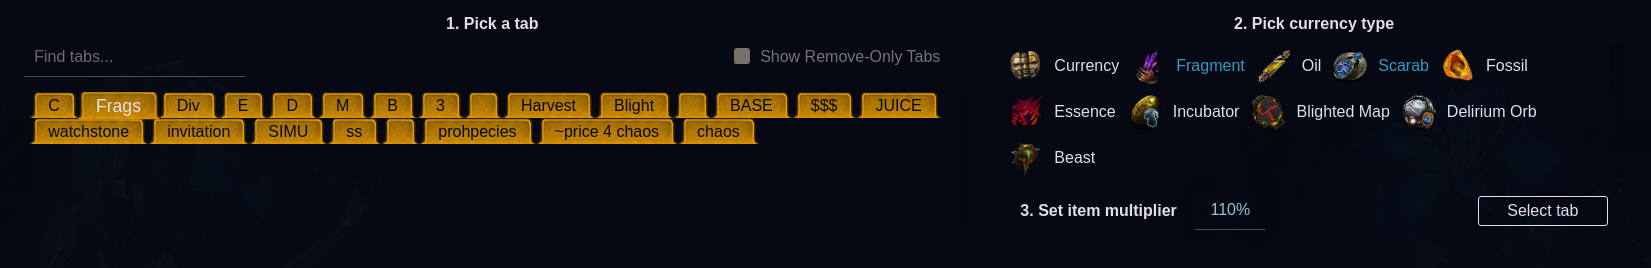 1. Pick a tab
Find tabs...
Show Remove-Only Tabs
C Frags Div E D M B 3 Harvest Blight BASE $$$ JUICE
watchstone invitation SIMU ss prohpecies ~price 4 chaos chaos
2. Pick currency type
Currency Fragment Oil Scarab Fossil
Essence Incubator Blighted Map Delirium Orb
Beast
3. Set item multiplier 110% Select tab